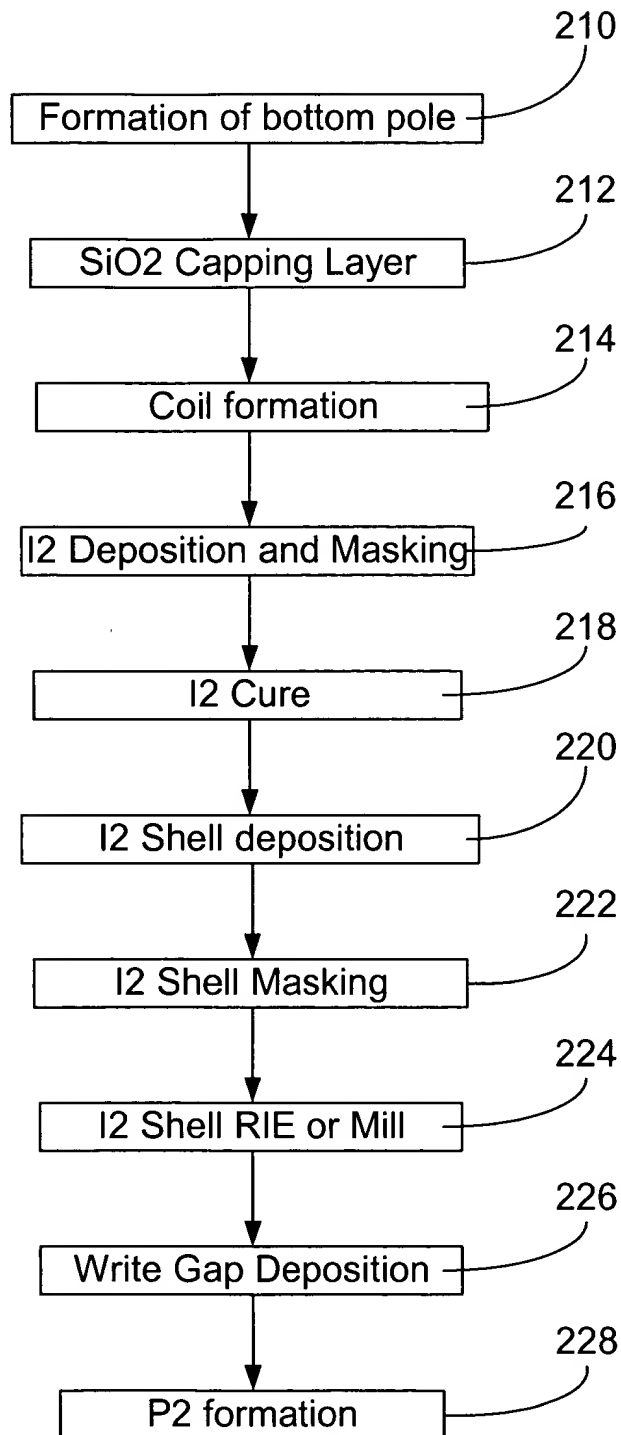 210
Formation of bottom pole
212
SiO2 Capping Layer
214
Coil formation
216
I2 Deposition and Masking
218
I2 Cure
220
I2 Shell deposition
222
I2 Shell Masking
224
I2 Shell RIE or Mill
226
Write Gap Deposition
228
P2 formation